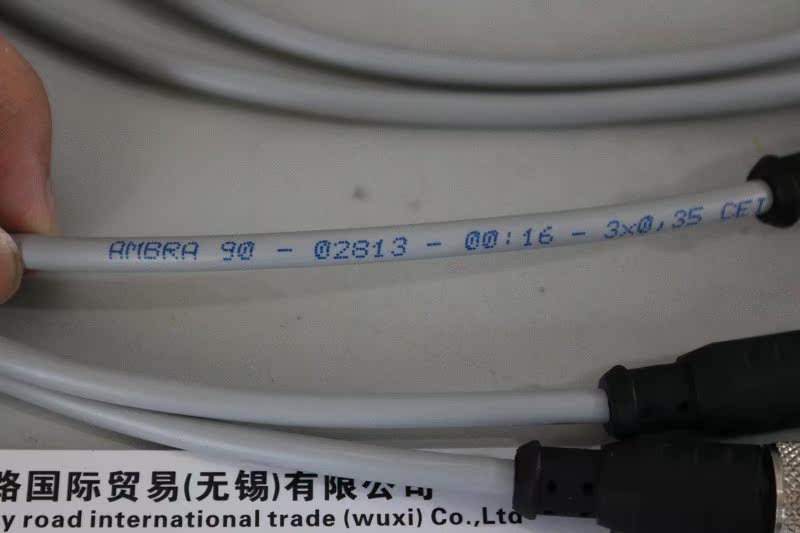 AMBRA 90 - 02813 - 00:16 - 3x0,35 CEI
路国际贸易(无锡)有限公司
y road international trade (wuxi) Co.,Ltd